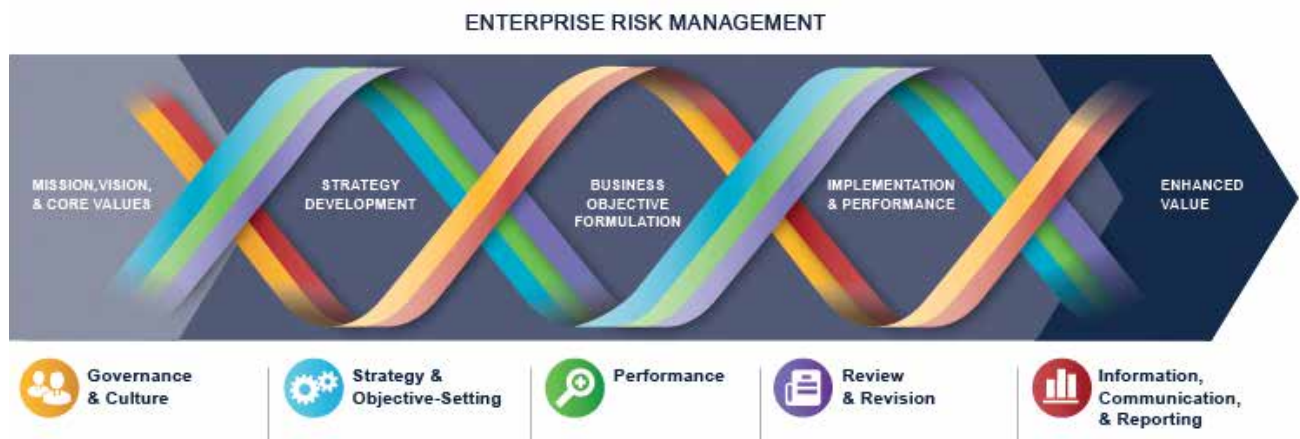 ENTERPRISE RISK MANAGEMENT
MISSION,VISION,
& CORE VALUES
STRATEGY
DEVELOPMENT
BUSINESS
OBJECTIVE
FORMULATION
IMPLEMENTATION
& PERFORMANCE
ENHANCED
VALUE
Governance
& Culture
Strategy &
Objective-Setting
Performance
Review
& Revision
Information,
Communication,
& Reporting